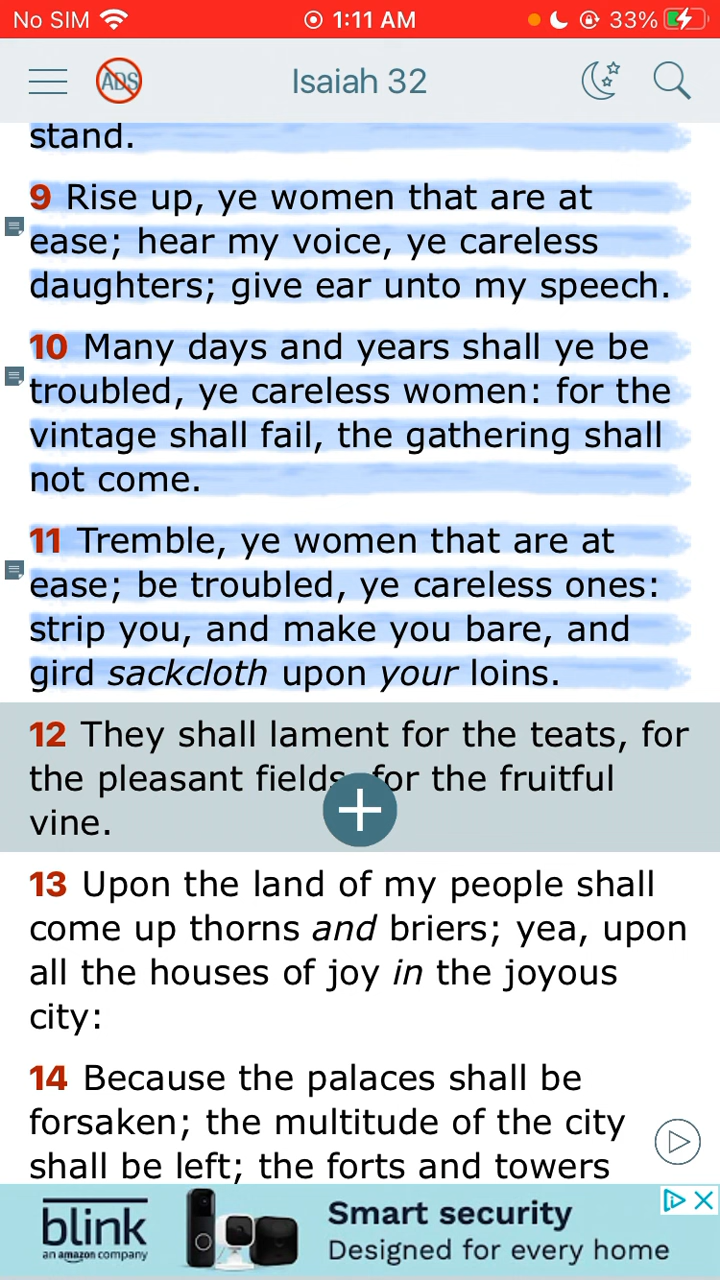 No SIM 1:11 AM 33%
ADS Isaiah 32
stand.
9 Rise up, ye women that are at
ease; hear my voice, ye careless
daughters; give ear unto my speech.
10 Many days and years shall ye be
troubled, ye careless women: for the
vintage shall fail, the gathering shall
not come.
11 Tremble, ye women that are at
ease; be troubled, ye careless ones:
strip you, and make you bare, and
gird sackcloth upon your loins.
12 They shall lament for the teats, for
the pleasant fields, for the fruitful
vine.
13 Upon the land of my people shall
come up thorns and briers; yea, upon
all the houses of joy in the joyous
city:
14 Because the palaces shall be
forsaken; the multitude of the city
shall be left; the forts and towers
blink
an amazon company
Smart security
Designed for every home